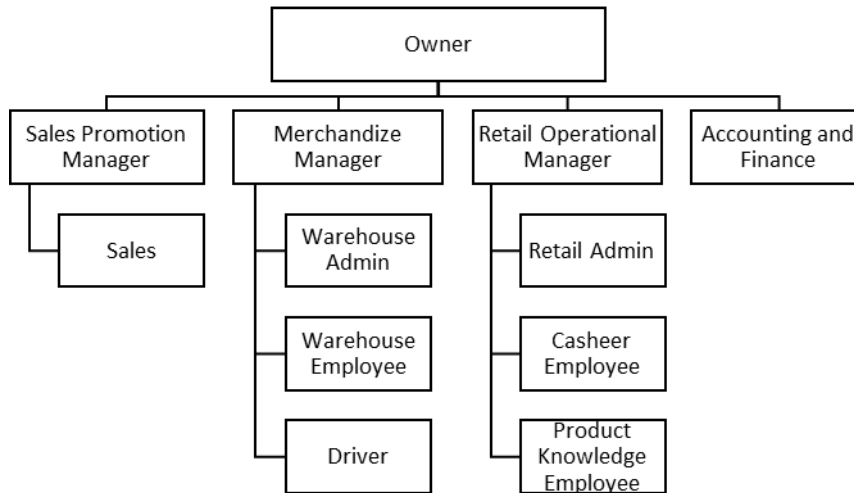 Owner
Sales Promotion
Manager
Merchandize
Manager
Retail Operational
Manager
Accounting and
Finance
Sales
Warehouse
Admin
Retail Admin
Warehouse
Employee
Casheer
Employee
Driver
Product
Knowledge
Employee